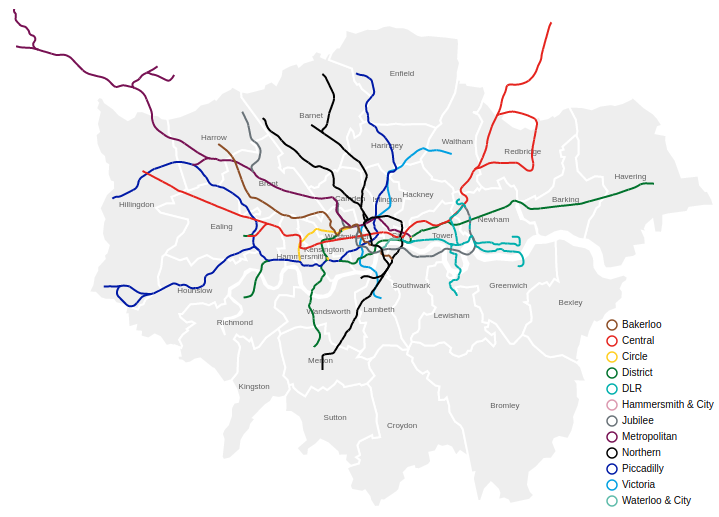 Enfield
Barnet
Harrow
Haringey
Waltham
Redbridge
Havering
Brent
Camden
Islington
Hackney
Barking
Hillingdon
Newham
Ealing
Westminster
Tower
Kensington
Hammersmith
Hounslow
Southwark
Greenwich
Bexley
Wandsworth
Lambeth
Lewisham
Richmond
Merton
Kingston
Bromley
Sutton
Croydon
Bakerloo
Central
Circle
District
DLR
Hammersmith & City
Jubilee
Metropolitan
Northern
Piccadilly
Victoria
Waterloo & City